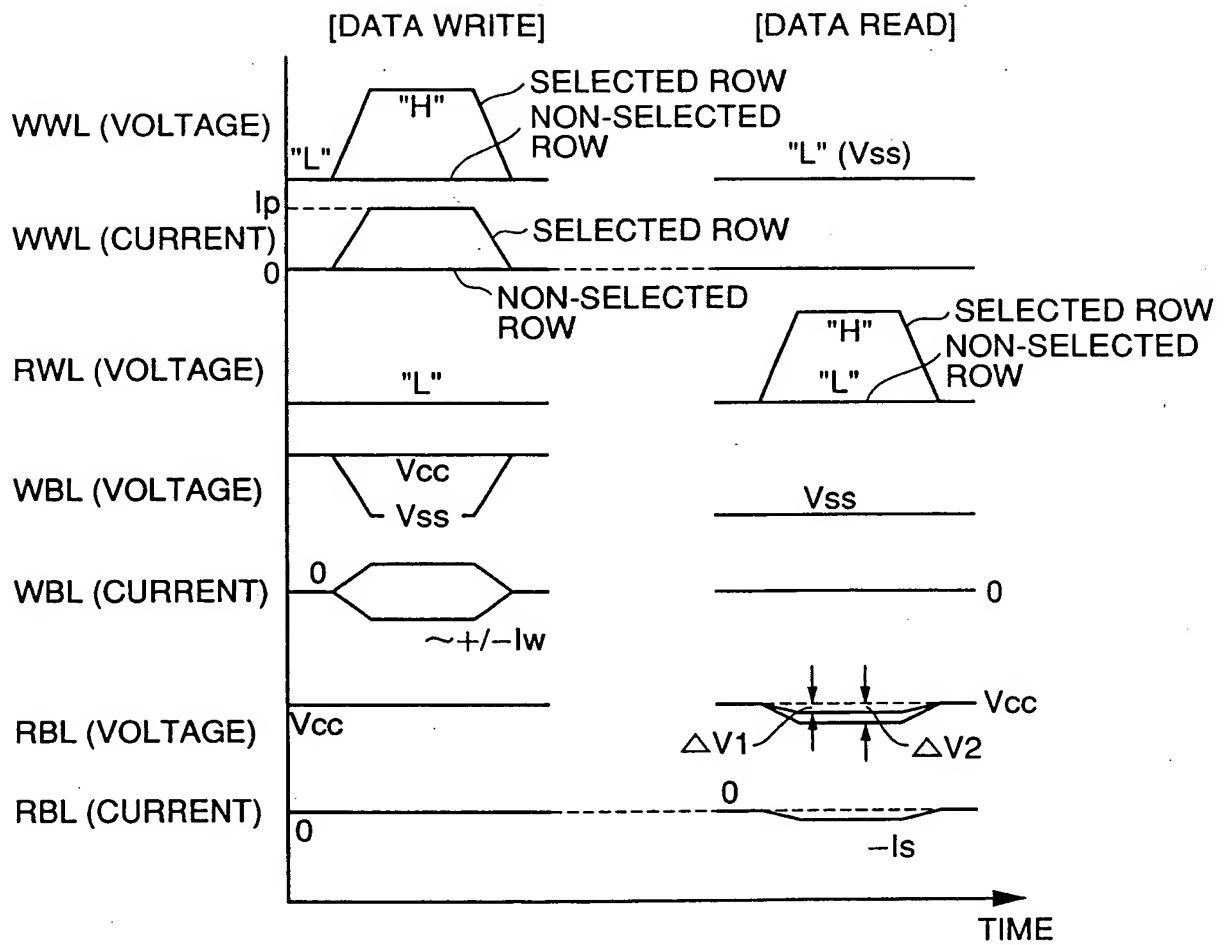 [DATA WRITE] [DATA READ]
WWL (VOLTAGE)
"L"
"H"
SELECTED ROW
NON-SELECTED
ROW
"L" (Vss)
Ip
WWL (CURRENT)
0
SELECTED ROW
NON-SELECTED
ROW
RWL (VOLTAGE)
"L"
"H"
"L"
SELECTED ROW
NON-SELECTED
ROW
WBL (VOLTAGE)
Vcc
Vss
Vss
WBL (CURRENT)
0
~+/-Iw
0
RBL (VOLTAGE)
Vcc
△V1
△V2
Vcc
RBL (CURRENT)
0
0
-Is
TIME